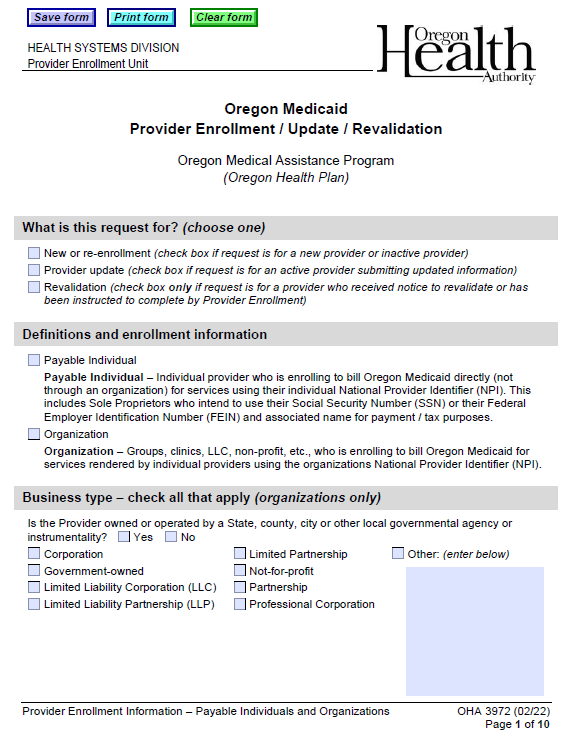 Save form Print form Clear form
HEALTH SYSTEMS DIVISION
Provider Enrollment Unit
Oregon
Health
Authority
Oregon Medicaid
Provider Enrollment / Update / Revalidation
Oregon Medical Assistance Program
(Oregon Health Plan)
What is this request for? (choose one)
New or re-enrollment (check box if request is for a new provider or inactive provider)
Provider update (check box if request is for an active provider submitting updated information)
Revalidation (check box only if request is for a provider who received notice to revalidate or has
been instructed to complete by Provider Enrollment)
Definitions and enrollment information
Payable Individual
Payable Individual – Individual provider who is enrolling to bill Oregon Medicaid directly (not
through an organization) for services using their individual National Provider Identifier (NPI). This
includes Sole Proprietors who intend to use their Social Security Number (SSN) or their Federal
Employer Identification Number (FEIN) and associated name for payment / tax purposes.
Organization
Organization – Groups, clinics, LLC, non-profit, etc., who is enrolling to bill Oregon Medicaid for
services rendered by individual providers using the organizations National Provider Identifier (NPI).
Business type – check all that apply (organizations only)
Is the Provider owned or operated by a State, county, city or other local governmental agency or
instrumentality? Yes No
Corporation Limited Partnership Other: (enter below)
Government-owned Not-for-profit
Limited Liability Corporation (LLC) Partnership
Limited Liability Partnership (LLP) Professional Corporation
Provider Enrollment Information – Payable Individuals and Organizations OHA 3972 (02/22)
Page 1 of 10